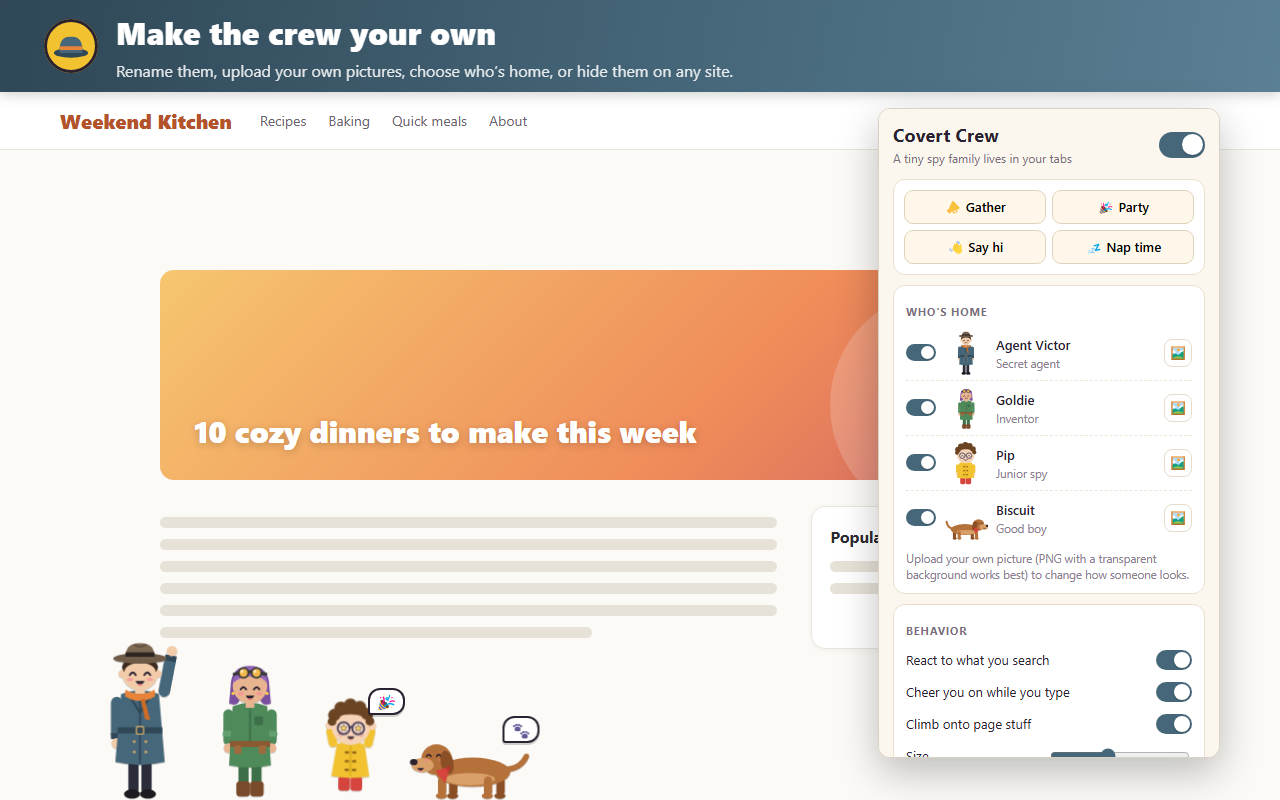 Make the crew your own
Rename them, upload your own pictures, choose who's home, or hide them on any site.
Weekend Kitchen
Recipes
Baking
Quick meals
About
10 cozy dinners to make this week
Covert Crew
A tiny spy family lives in your tabs
Gather
Party
Say hi
Nap time
WHO'S HOME
Agent Victor
Secret agent
Goldie
Inventor
Pip
Junior spy
Biscuit
Good boy
Upload your own picture (PNG with a transparent
background works best) to change how someone looks.
BEHAVIOR
React to what you search
Cheer you on while you type
Climb onto page stuff
Size